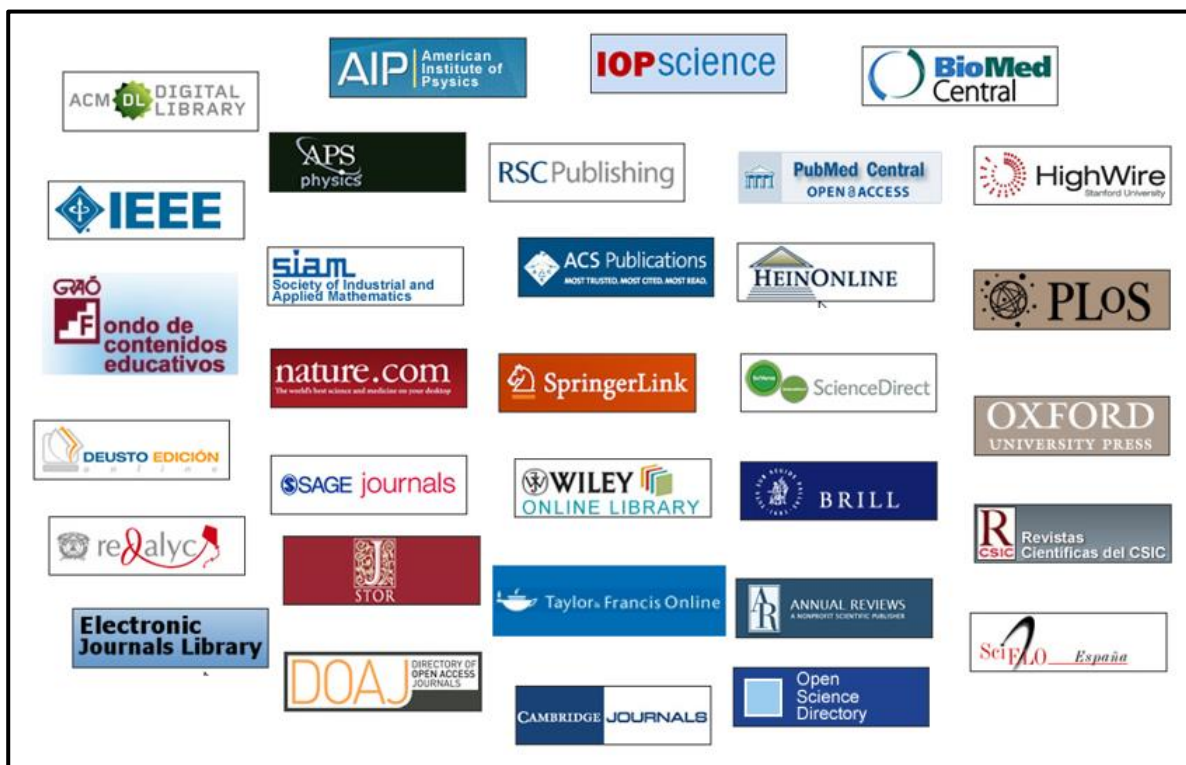 AIP American
Institute of
Psysics
IOPscience
BioMed
Central
ACM DL DIGITAL
LIBRARY
APS
physics
RSCPublishing
PubMed Central
OPEN ACCESS
HighWire
Stanford University
IEEE
siam
Society of Industrial and
Applied Mathematics
ACS Publications
MOST TRUSTED. MOST CITED. MOST READ.
HEINONLINE
PLoS
GRAÓ
Fondo de
contenidos
educativos
nature.com
The world's best science and medicine on your desktop
SpringerLink
SciVerse
ScienceDirect
OXFORD
UNIVERSITY PRESS
DEUSTO EDICIÓN
online
SAGE journals
WILEY
ONLINE LIBRARY
BRILL
redalyc
J
STOR
R
CSIC
Revistas
Científicas del CSIC
Taylor & Francis Online
AR ANNUAL REVIEWS
A NONPROFIT SCIENTIFIC PUBLISHER
Electronic
Journals Library
SciELO España
DOAJ DIRECTORY OF
OPEN ACCESS
JOURNALS
CAMBRIDGE JOURNALS
Open
Science
Directory